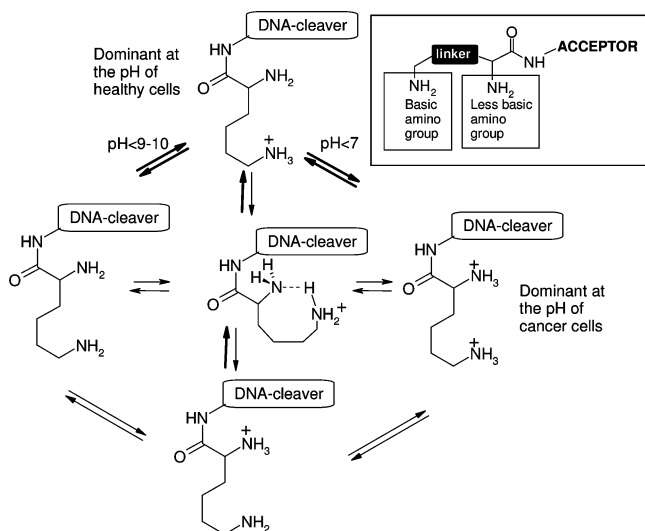 DNA-cleaver
Dominant at
the pH of
healthy cells
HN
O
NH2
+
NH3
linker
O
NH
ACCEPTOR
NH2
NH2
Basic
amino
group
Less basic
amino
group
pH<9-10
pH<7
DNA-cleaver
HN
O
NH2
NH2
DNA-cleaver
HN
H
H
N
H
O
NH2+
DNA-cleaver
HN
O
+
NH3
+
NH3
Dominant at
the pH of
cancer cells
DNA-cleaver
HN
O
+
NH3
NH2